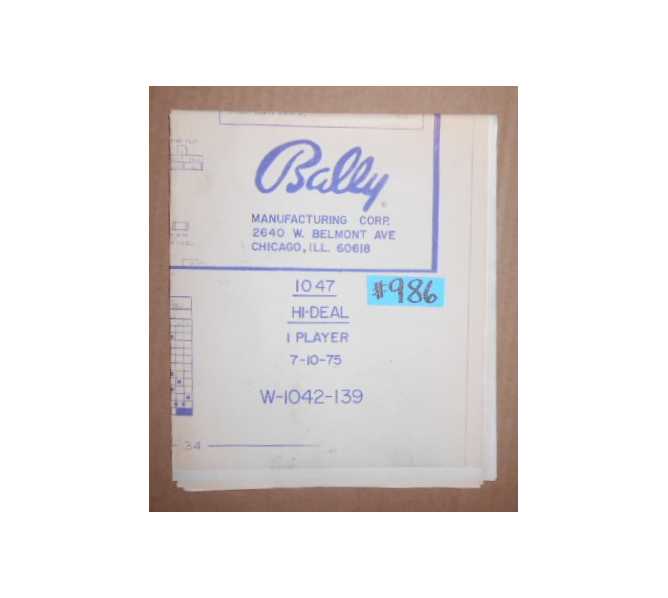 Bally
MANUFACTURING CORP.
2640 W. BELMONT AVE
CHICAGO, ILL. 60618
1047
#986
HI-DEAL
1 PLAYER
7-10-75
W-1042-139
34